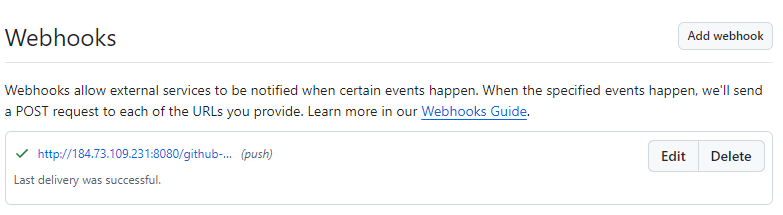 Webhooks
Add webhook
Webhooks allow external services to be notified when certain events happen. When the specified events happen, we'll send
a POST request to each of the URLs you provide. Learn more in our Webhooks Guide.
http://184.73.109.231:8080/github-... (push)
Edit
Delete
Last delivery was successful.